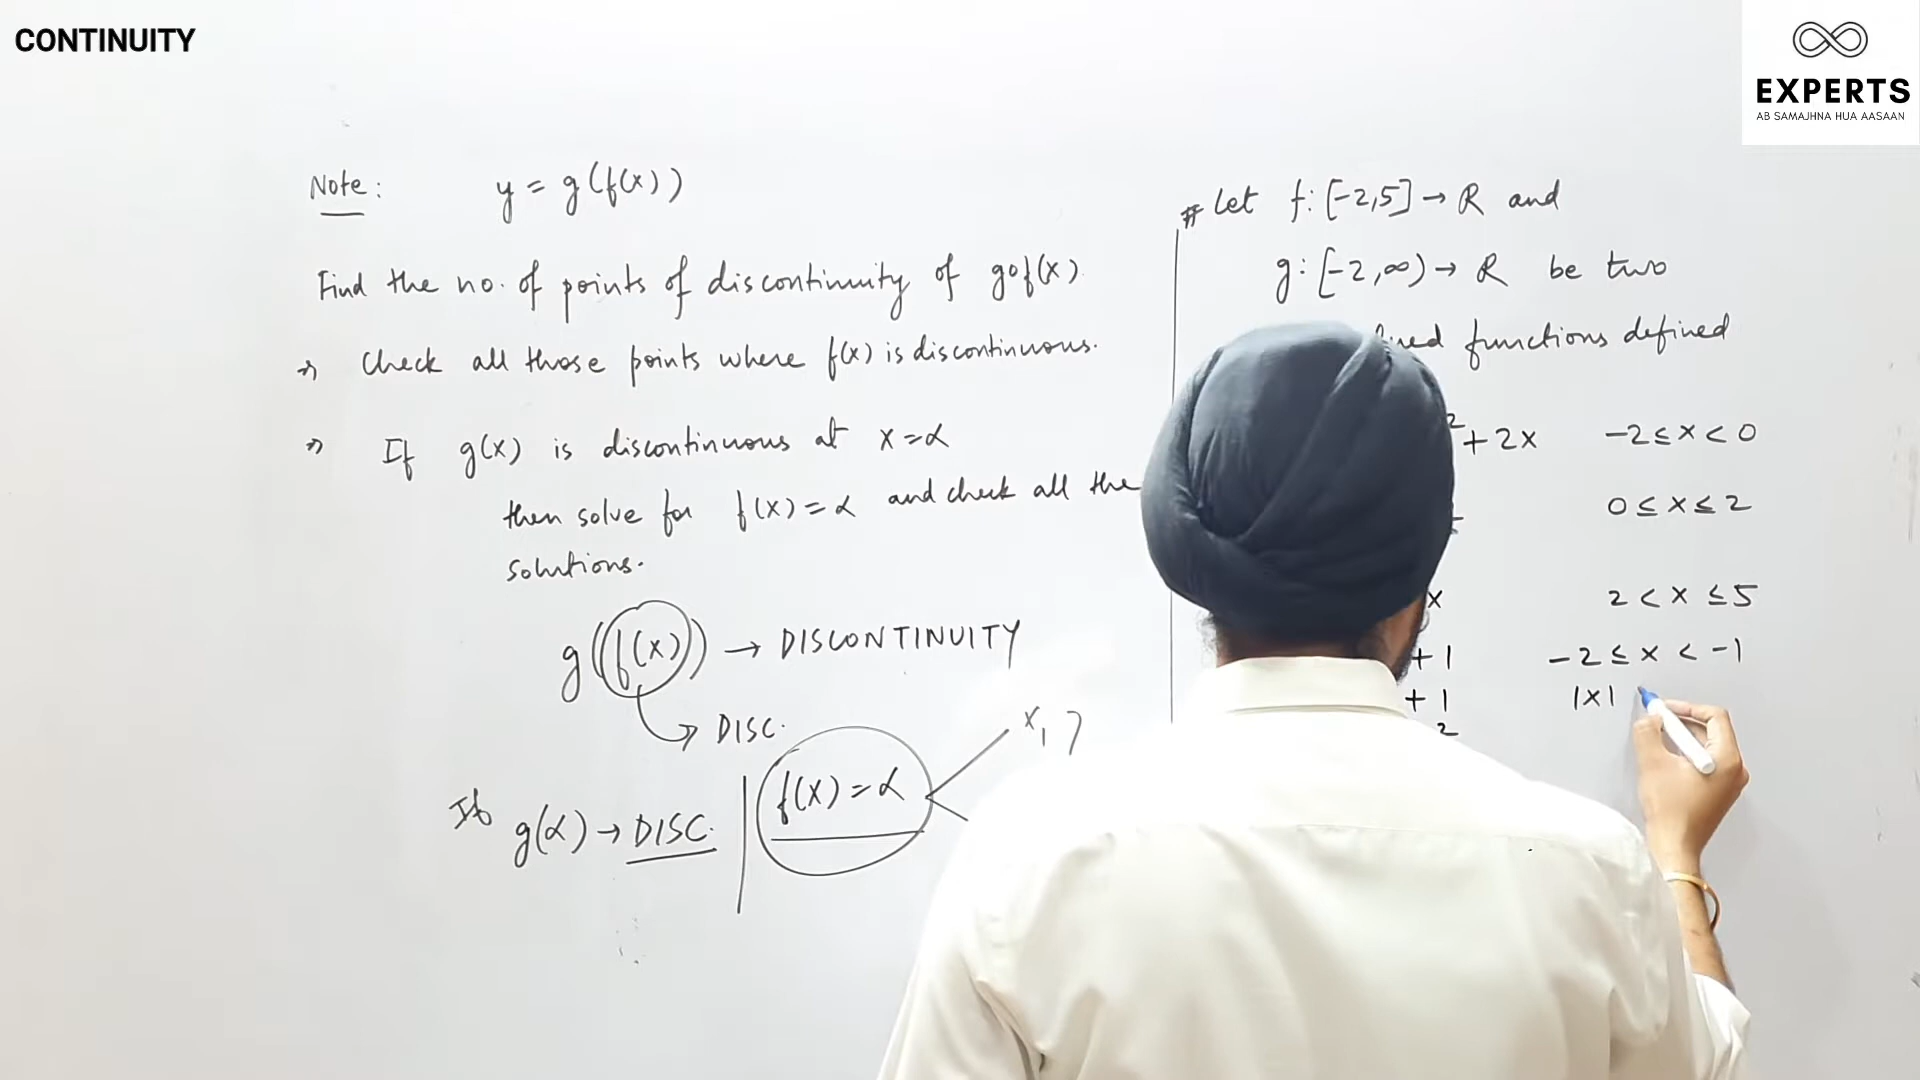 CONTINUITY
EXPERTS
AB SAMAJHNA HUA AASAAN
Note: y = g(f(x))
Find the no. of points of discontinuity of gof(x)
Check all those points where f(x) is discontinuous.
If g(x) is discontinuous at x=α
then solve for f(x)=α and check all the
solutions.
g(f(x)) → DISCONTINUITY
→ DISC.
If g(α) → DISC. f(x)=α x1
# Let f: [-2,5] → R and
g: [-2,∞) → R be two
functions defined
2 + 2x -2 ≤ x < 0
0 ≤ x ≤ 2
x 2 < x ≤ 5
+ 1 -2 ≤ x < -1
+ 1 |x|
2